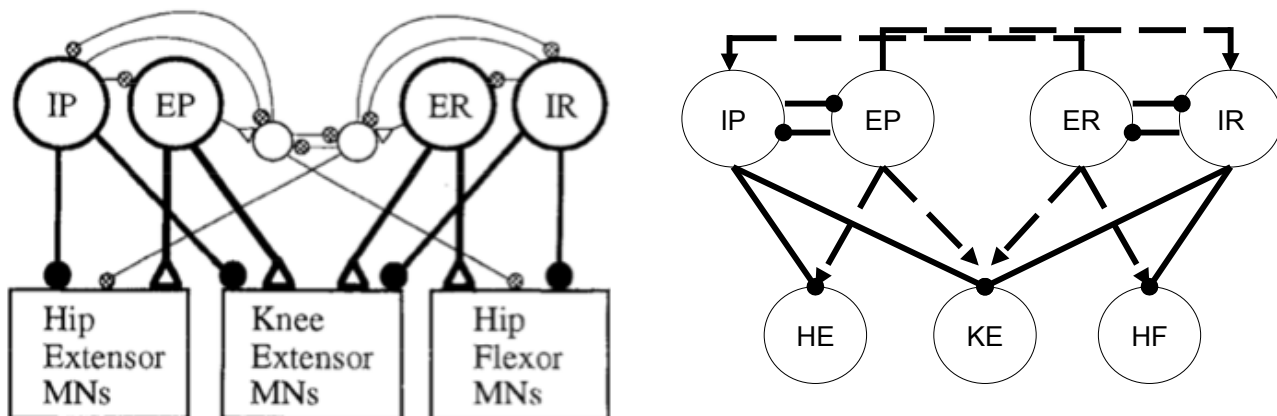 IP EP ER IR
Hip
Extensor
MNs
Knee
Extensor
MNs
Hip
Flexor
MNs
IP EP ER IR
HE KE HF